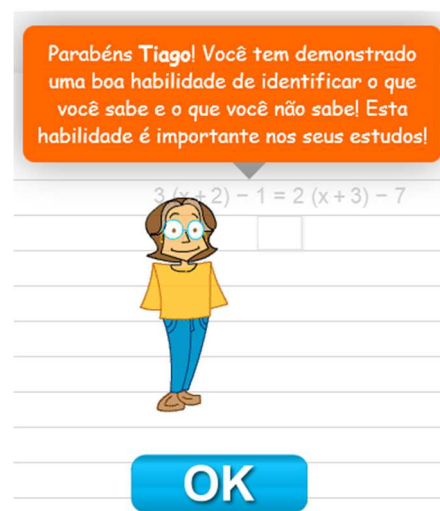 Parabéns Tiago! Você tem demonstrado
uma boa habilidade de identificar o que
você sabe e o que você não sabe! Esta
habilidade é importante nos seus estudos!
3 (x + 2) − 1 = 2 (x + 3) − 7
OK